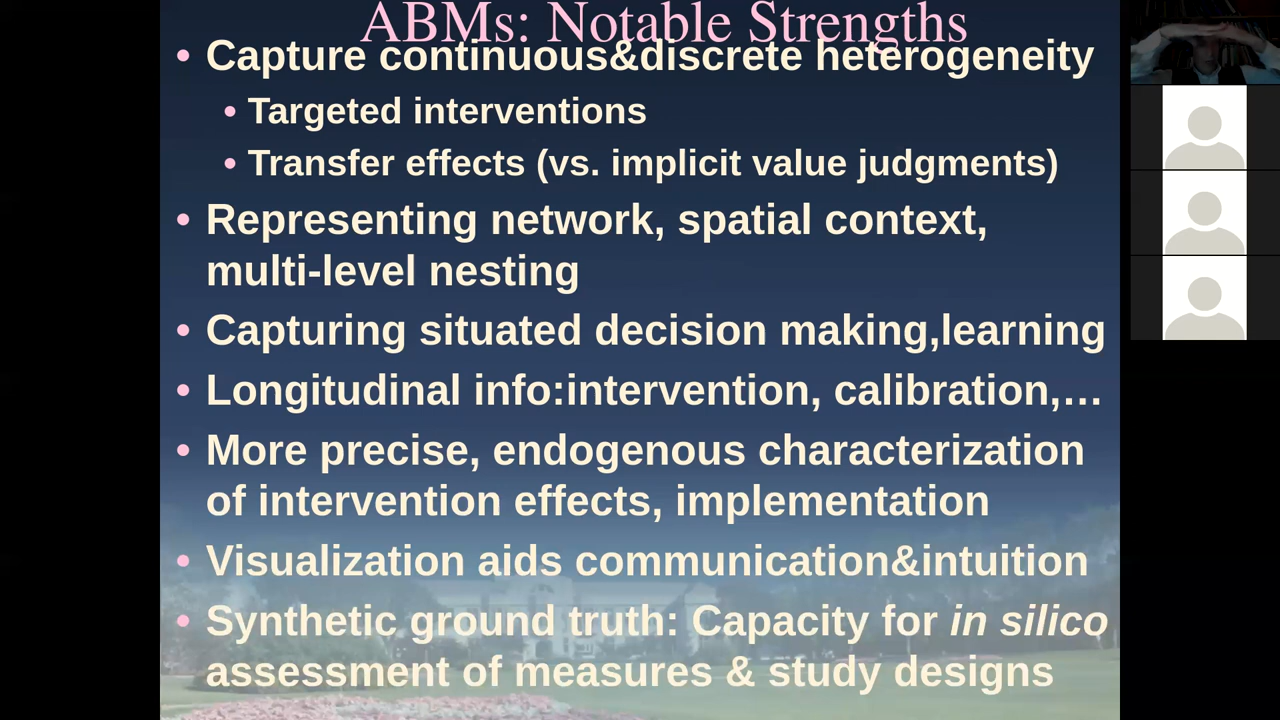 ABMs: Notable Strengths
• Capture continuous&discrete heterogeneity
• Targeted interventions
• Transfer effects (vs. implicit value judgments)
• Representing network, spatial context,
multi-level nesting
• Capturing situated decision making,learning
• Longitudinal info:intervention, calibration,…
• More precise, endogenous characterization
of intervention effects, implementation
• Visualization aids communication&intuition
• Synthetic ground truth: Capacity for in silico
assessment of measures & study designs